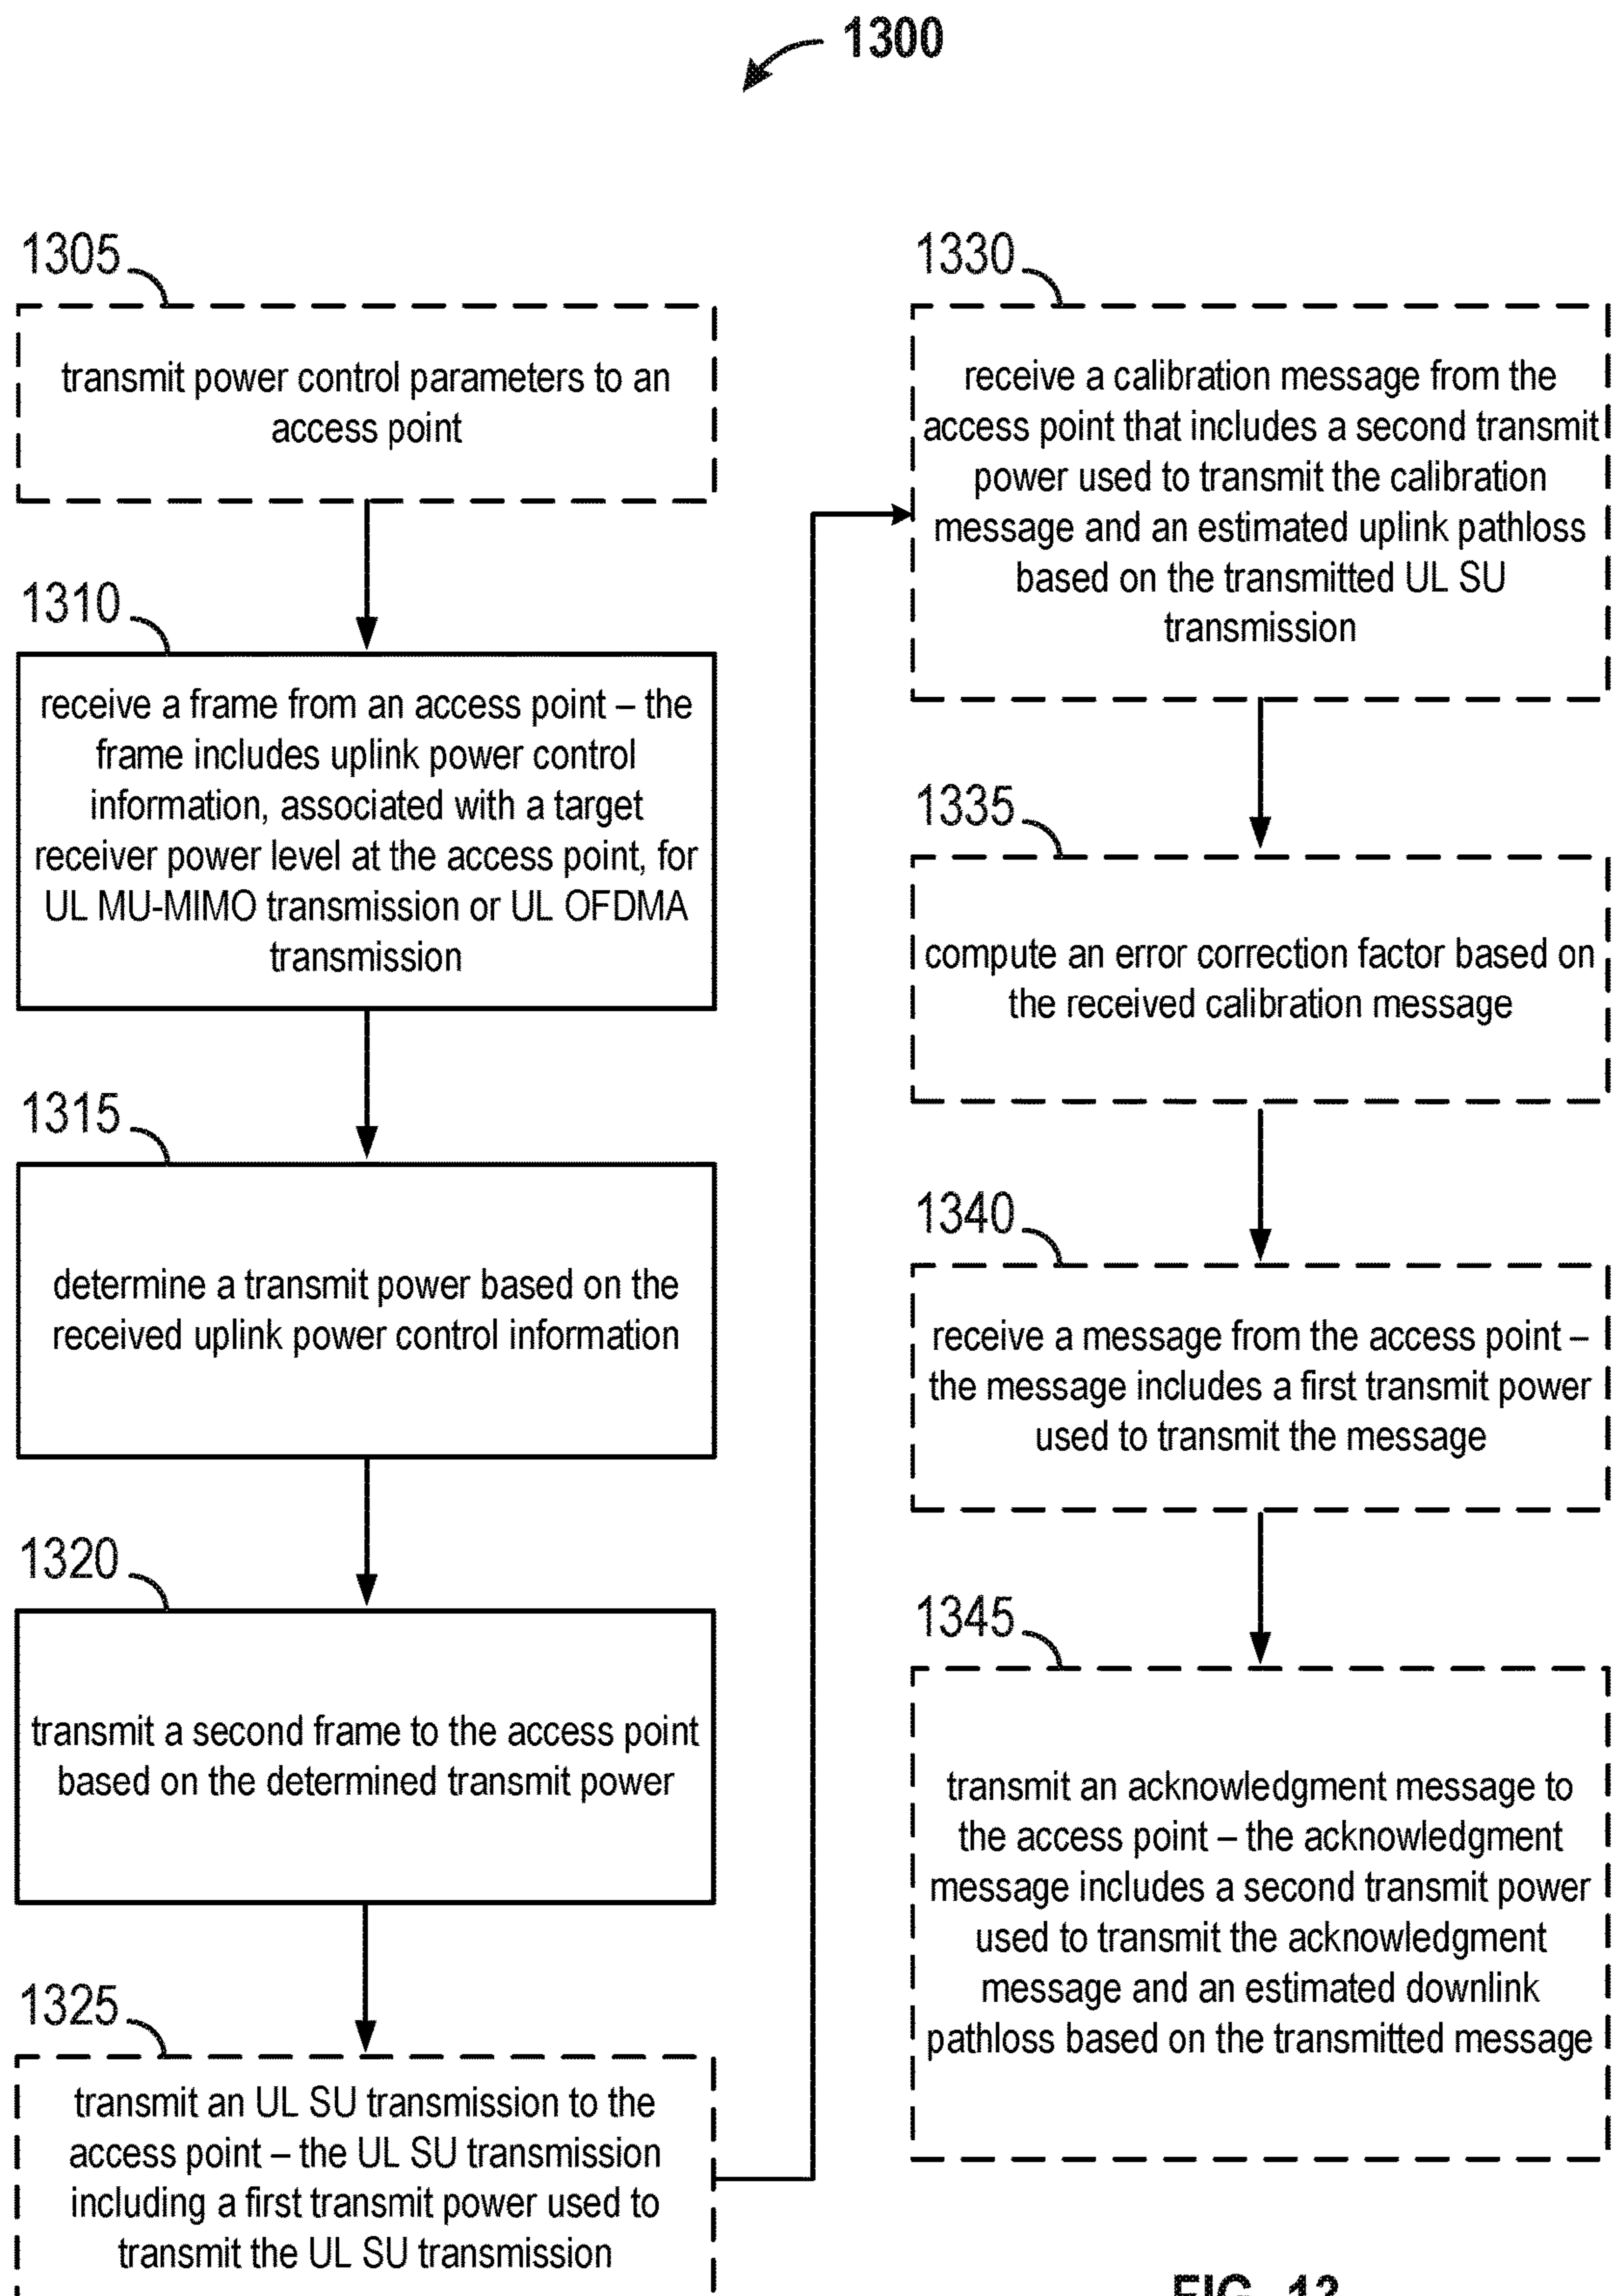 1300
1305
transmit power control parameters to an
access point
1310
receive a frame from an access point – the
frame includes uplink power control
information, associated with a target
receiver power level at the access point, for
UL MU-MIMO transmission or UL OFDMA
transmission
1315
determine a transmit power based on the
received uplink power control information
1320
transmit a second frame to the access point
based on the determined transmit power
1325
transmit an UL SU transmission to the
access point – the UL SU transmission
including a first transmit power used to
transmit the UL SU transmission
1330
receive a calibration message from the
access point that includes a second transmit
power used to transmit the calibration
message and an estimated uplink pathloss
based on the transmitted UL SU
transmission
1335
compute an error correction factor based on
the received calibration message
1340
receive a message from the access point –
the message includes a first transmit power
used to transmit the message
1345
transmit an acknowledgment message to
the access point – the acknowledgment
message includes a second transmit power
used to transmit the acknowledgment
message and an estimated downlink
pathloss based on the transmitted message
FIG. 13